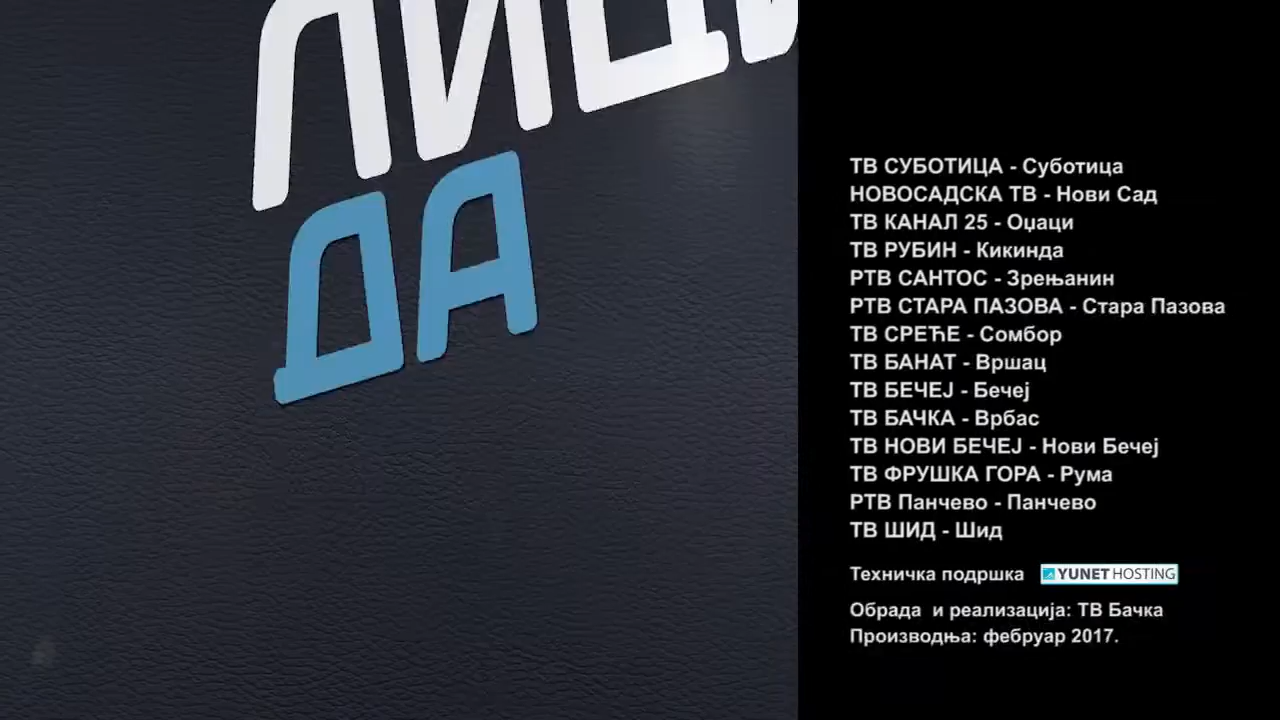 ДА
ТВ СУБОТИЦА - Суботица
НОВОСАДСКА ТВ - Нови Сад
ТВ КАНАЛ 25 - Оџаци
ТВ РУБИН - Кикинда
РТВ САНТОС - Зрењанин
РТВ СТАРА ПАЗОВА - Стара Пазова
ТВ СРЕЋЕ - Сомбор
ТВ БАНАТ - Вршац
ТВ БЕЧЕЈ - Бечеј
ТВ БАЧКА - Врбас
ТВ НОВИ БЕЧЕЈ - Нови Бечеј
ТВ ФРУШКА ГОРА - Рума
РТВ Панчево - Панчево
ТВ ШИД - Шид
Техничка подршка YUNET HOSTING
Обрада и реализација: ТВ Бачка
Производња: фебруар 2017.